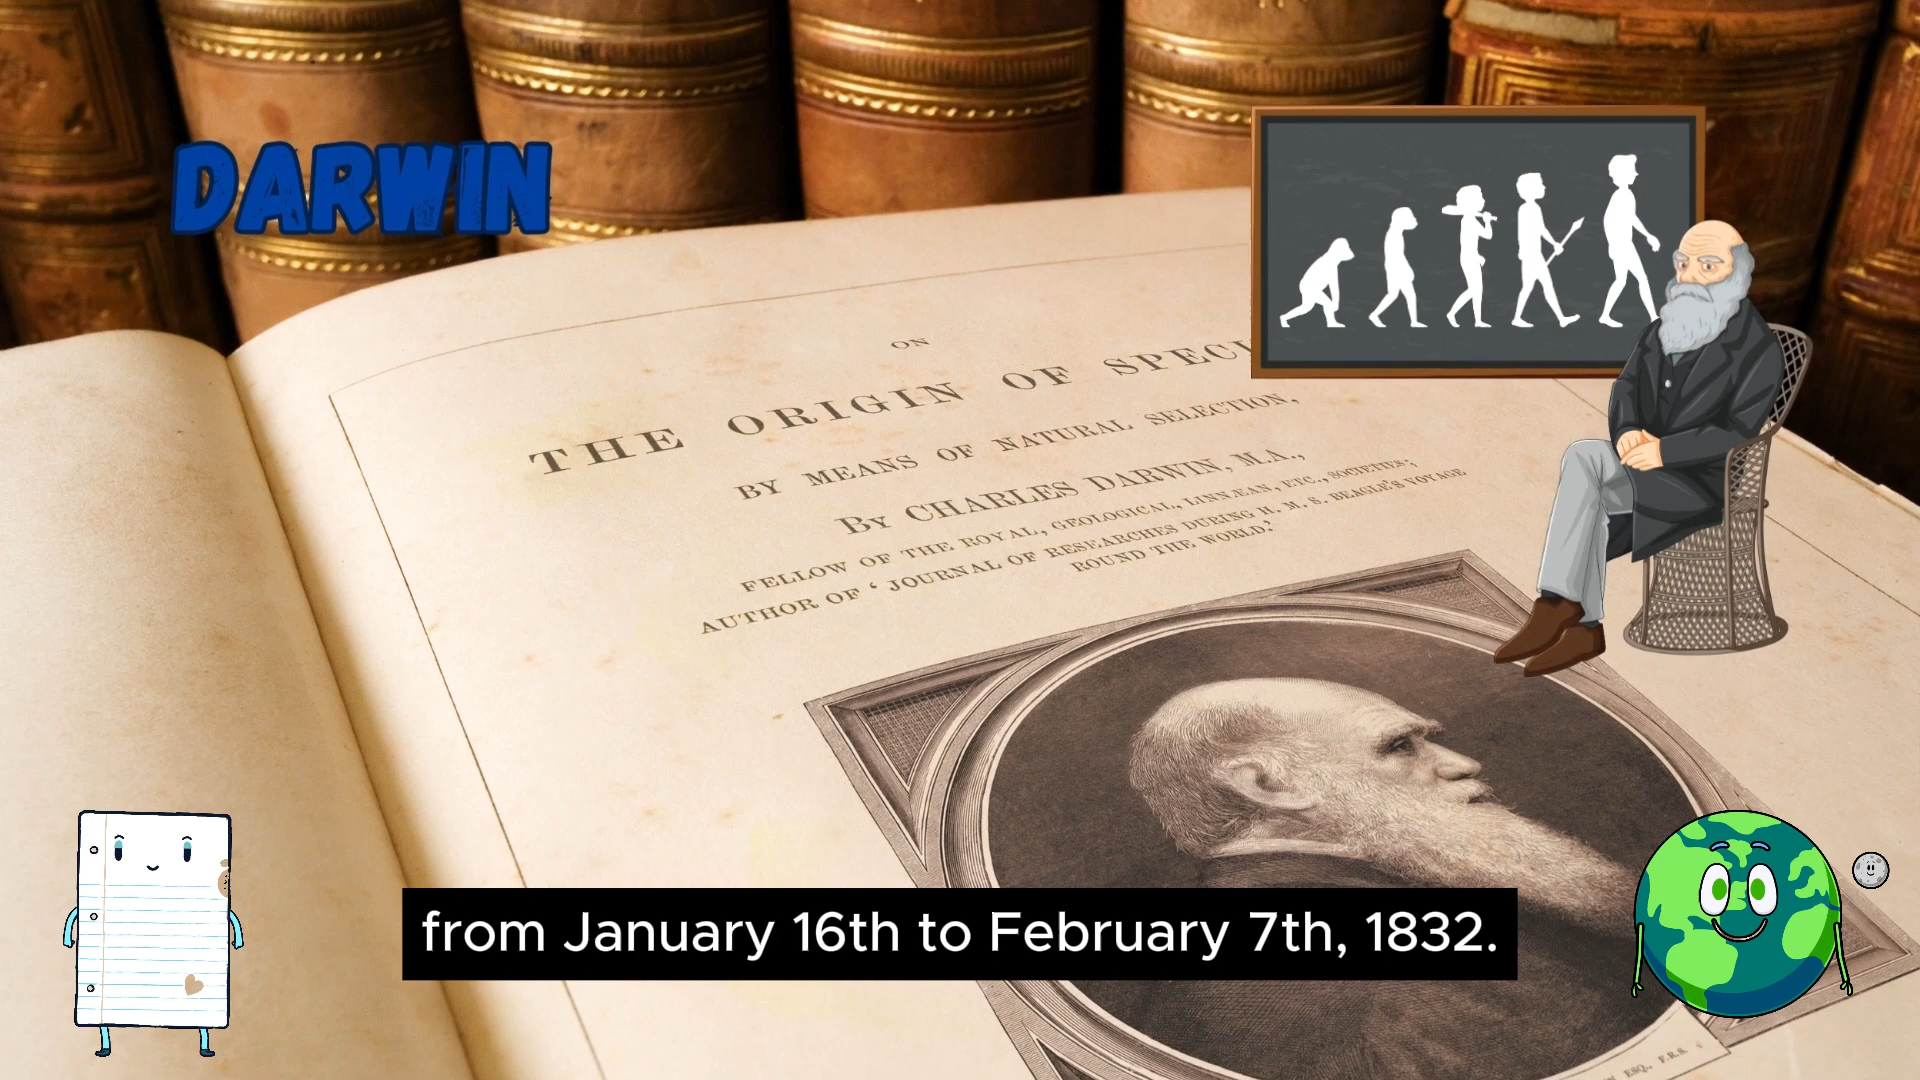 DARWIN
ON
THE ORIGIN OF SPECI
BY MEANS OF NATURAL SELECTION,
By CHARLES DARWIN, M.A.,
FELLOW OF THE ROYAL, GEOLOGICAL, LINNÆAN, ETC., SOCIETIES;
AUTHOR OF ‘JOURNAL OF RESEARCHES DURING H. M. S. BEAGLE'S VOYAGE
ROUND THE WORLD.’
from January 16th to February 7th, 1832.
ESQ., F.R.S.